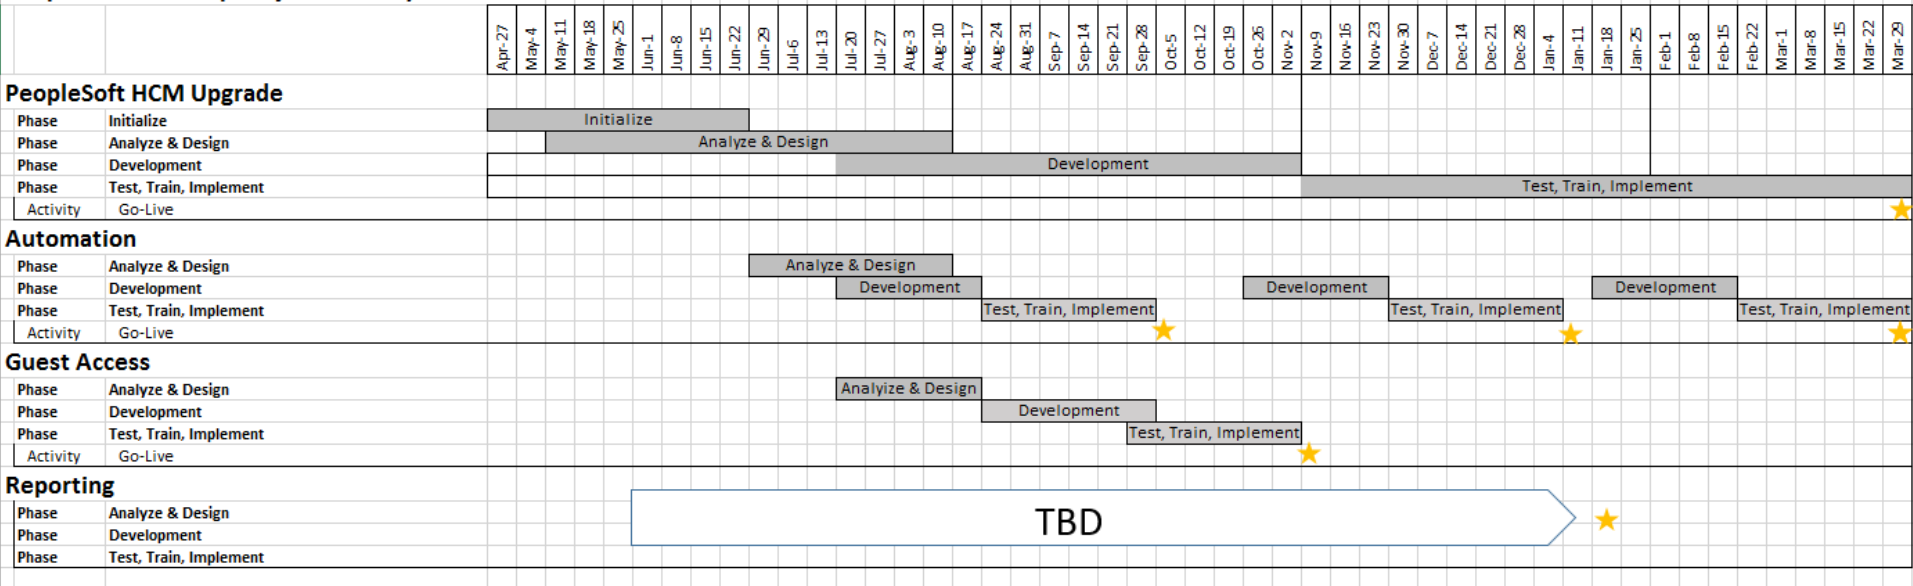 Apr-27 May-4 May-11 May-18 May-25 Jun-1 Jun-8 Jun-15 Jun-22 Jun-29 Jul-6 Jul-13 Jul-20 Jul-27 Aug-3 Aug-10 Aug-17 Aug-24 Aug-31 Sep-7 Sep-14 Sep-21 Sep-28 Oct-5 Oct-12 Oct-19 Oct-26 Nov-2 Nov-9 Nov-16 Nov-23 Nov-30 Dec-7 Dec-14 Dec-21 Dec-28 Jan-4 Jan-11 Jan-18 Jan-25 Feb-1 Feb-8 Feb-15 Feb-22 Mar-1 Mar-8 Mar-15 Mar-22 Mar-29
PeopleSoft HCM Upgrade
Phase Initialize Initialize
Phase Analyze & Design Analyze & Design
Phase Development Development
Phase Test, Train, Implement Test, Train, Implement
Activity Go-Live
Automation
Phase Analyze & Design Analyze & Design
Phase Development Development Development Development
Phase Test, Train, Implement Test, Train, Implement Test, Train, Implement Test, Train, Implement
Activity Go-Live
Guest Access
Phase Analyze & Design Analyize & Design
Phase Development Development
Phase Test, Train, Implement Test, Train, Implement
Activity Go-Live
Reporting
Phase Analyze & Design
TBD
Phase Development
Phase Test, Train, Implement